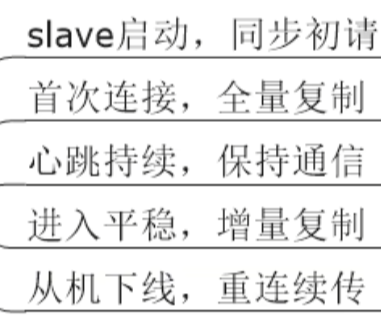 slave启动，同步初请
首次连接，全量复制
心跳持续，保持通信
进入平稳，增量复制
从机下线，重连续传